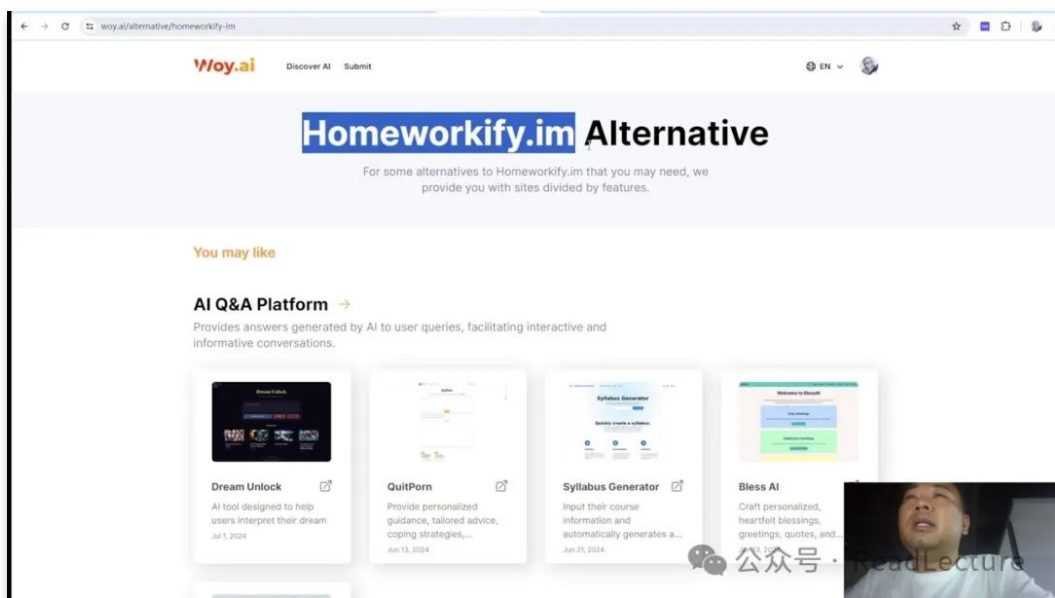 woy.ai/alternative/homeworkify-im
Woy.ai Discover AI Submit EN
Homeworkify.im Alternative
For some alternatives to Homeworkify.im that you may need, we
provide you with sites divided by features.
You may like
AI Q&A Platform →
Provides answers generated by AI to user queries, facilitating interactive and
informative conversations.
Dream Unlock
AI tool designed to help
users interpret their dream
Jul 1, 2024
QuitPorn
Provide personalized
guidance, tailored advice,
coping strategies,...
Jun 13, 2024
Syllabus Generator
Quickly create a syllabus.
Syllabus Generator
Input their course
information and
automatically generates a...
Jun 21, 2024
Welcome to BlessAI
Bless AI
Craft personalized,
heartfelt blessings,
greetings, quotes, and...
公众号 · ReadLecture